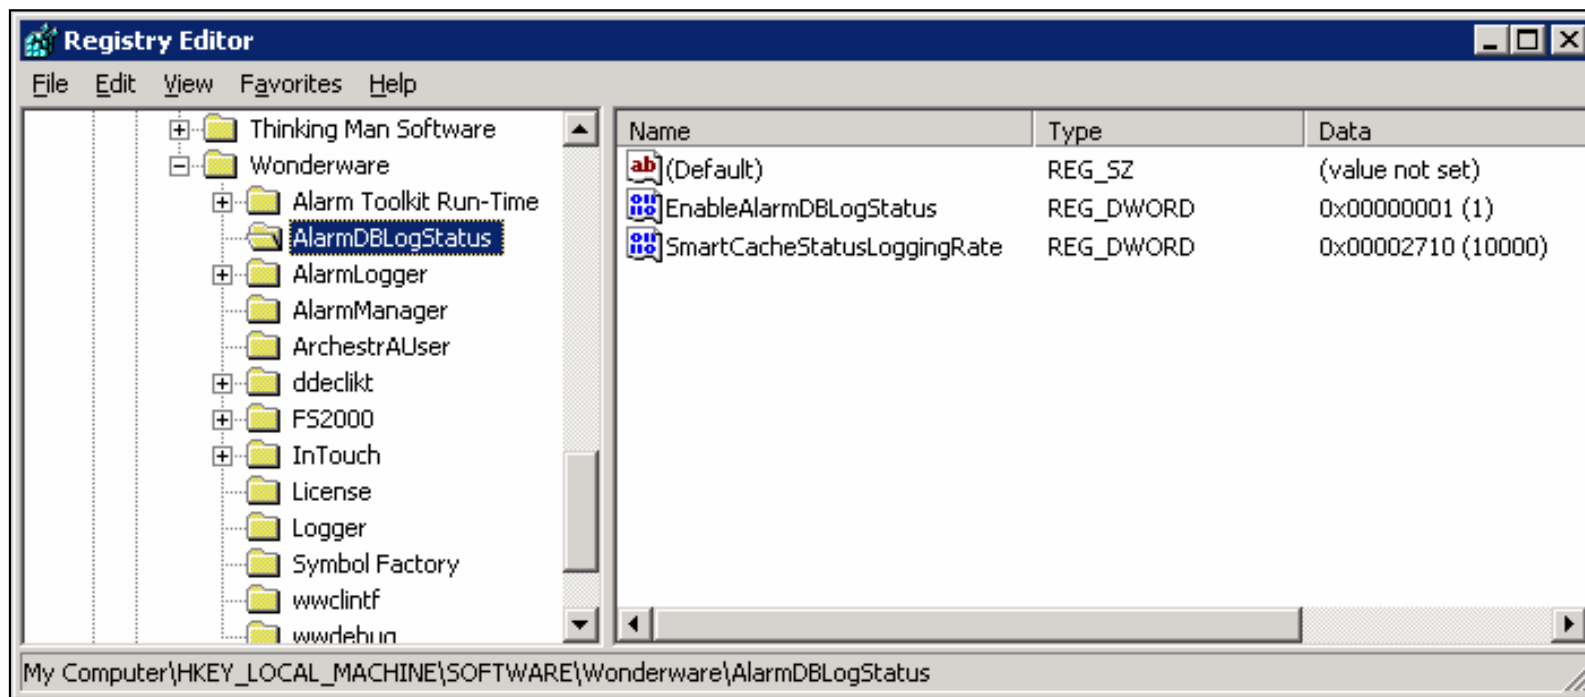 Registry Editor
File Edit View Favorites Help
Thinking Man Software
Wonderware
Alarm Toolkit Run-Time
AlarmDBLogStatus
AlarmLogger
AlarmManager
ArchestrAUser
ddeclikt
FS2000
InTouch
License
Logger
Symbol Factory
wwclintf
wwdebug
Name Type Data
(Default) REG_SZ (value not set)
EnableAlarmDBLogStatus REG_DWORD 0x00000001 (1)
SmartCacheStatusLoggingRate REG_DWORD 0x00002710 (10000)
My Computer\HKEY_LOCAL_MACHINE\SOFTWARE\Wonderware\AlarmDBLogStatus